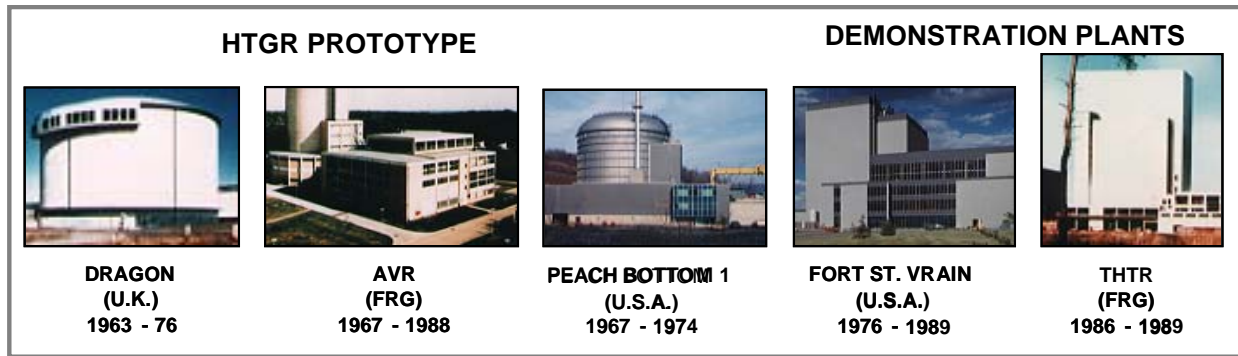 HTGR PROTOTYPE
DEMONSTRATION PLANTS
DRAGON
(U.K.)
1963 - 76
AVR
(FRG)
1967 - 1988
PEACH BOTTOM 1
(U.S.A.)
1967 - 1974
FORT ST. VRAIN
(U.S.A.)
1976 - 1989
THTR
(FRG)
1986 - 1989